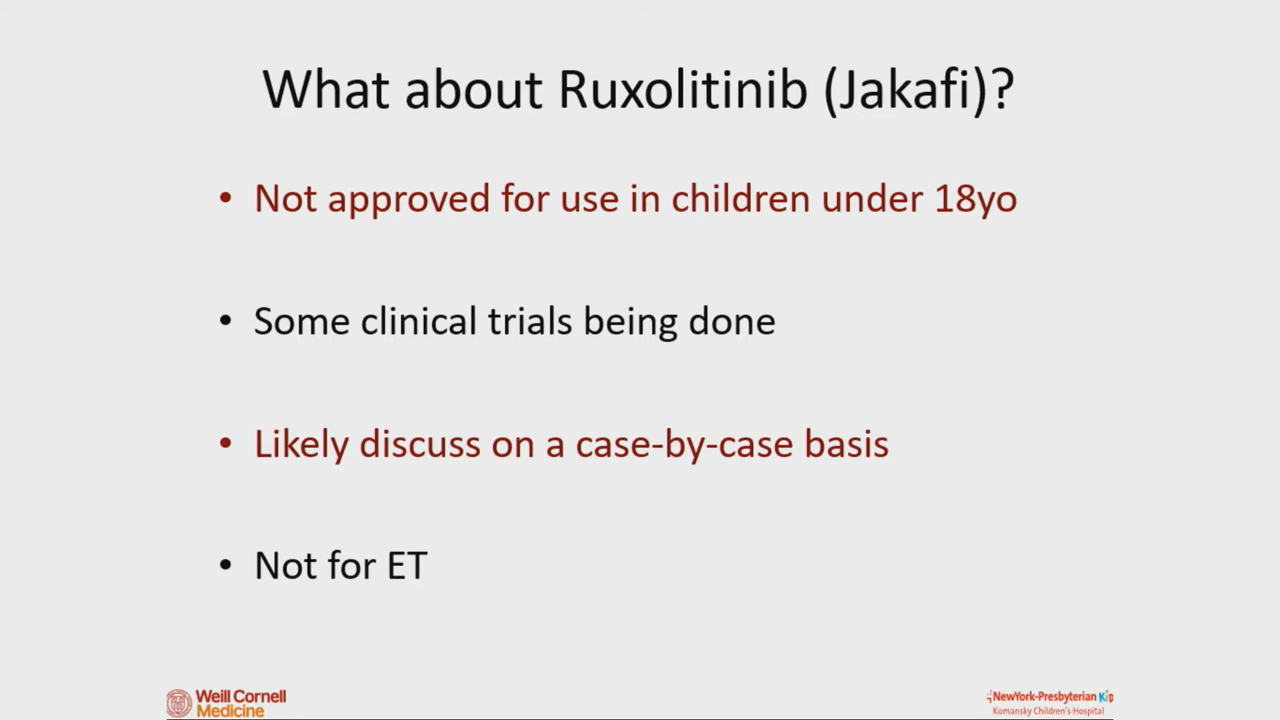 What about Ruxolitinib (Jakafi)?
• Not approved for use in children under 18yo
• Some clinical trials being done
• Likely discuss on a case-by-case basis
• Not for ET
Weill Cornell
Medicine
NewYork-Presbyterian Kids
Komansky Children's Hospital